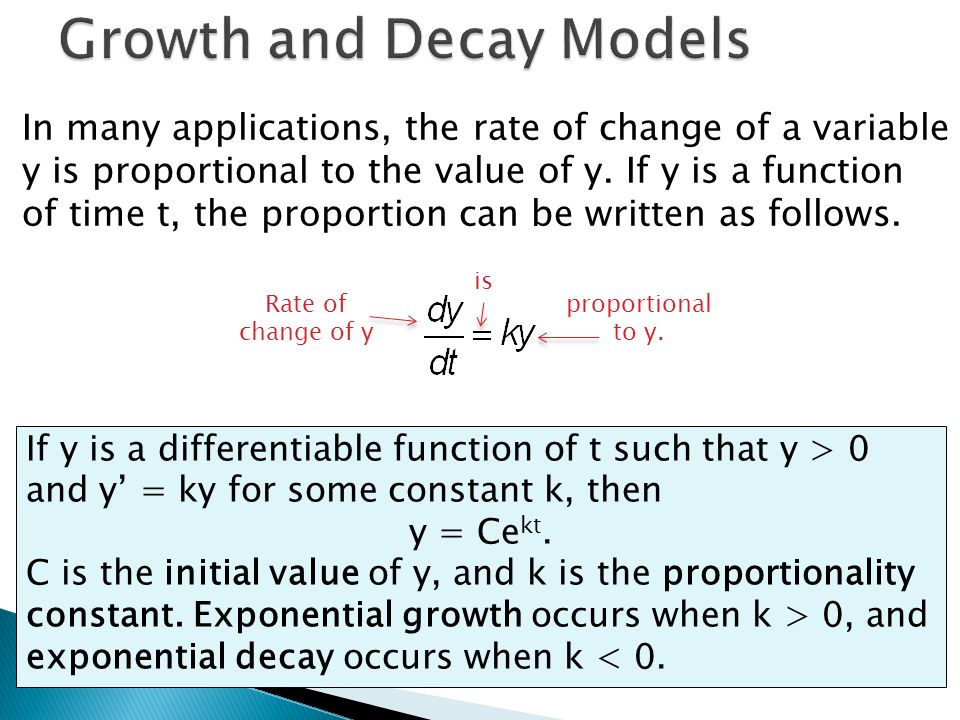 Growth and Decay Models
In many applications, the rate of change of a variable
y is proportional to the value of y. If y is a function
of time t, the proportion can be written as follows.
is
Rate of
change of y
dy/dt = ky
proportional
to y.
If y is a differentiable function of t such that y > 0
and y’ = ky for some constant k, then
y = Ceᵏᵗ.
C is the initial value of y, and k is the proportionality
constant. Exponential growth occurs when k > 0, and
exponential decay occurs when k < 0.